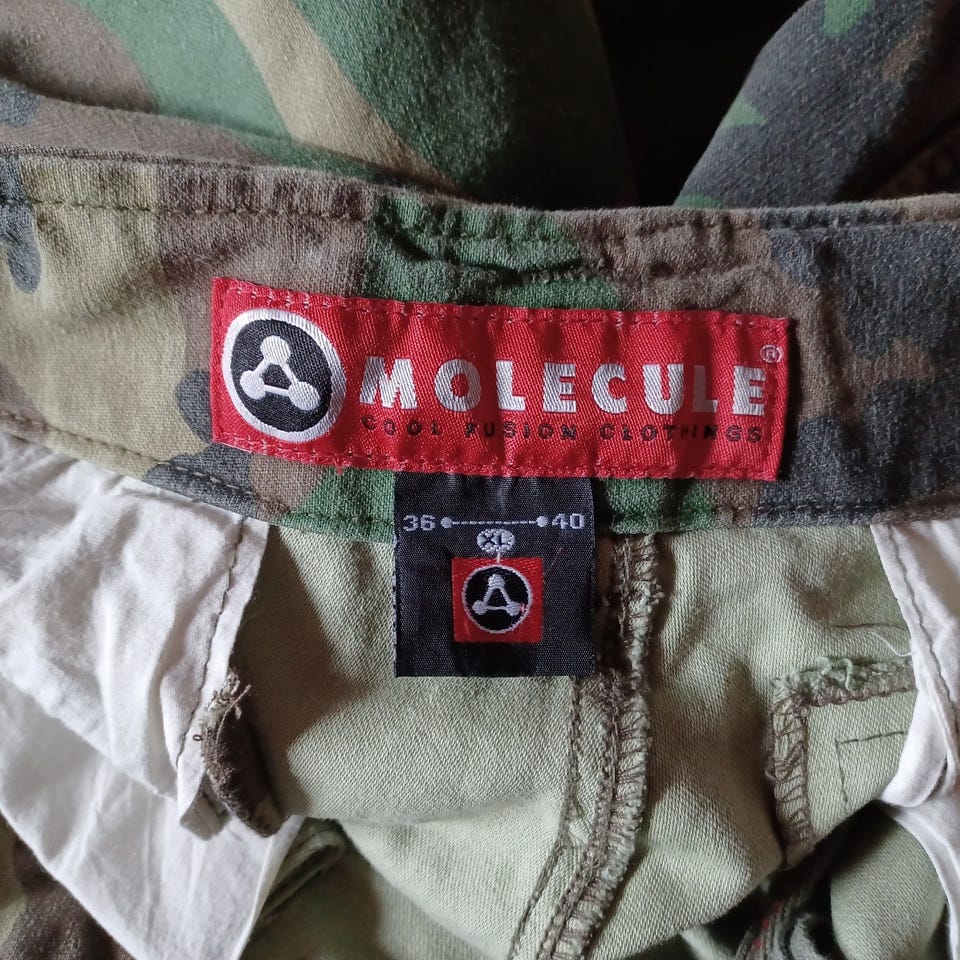 MOLECULE®
COOL FUSION CLOTHINGS
36 40
XL